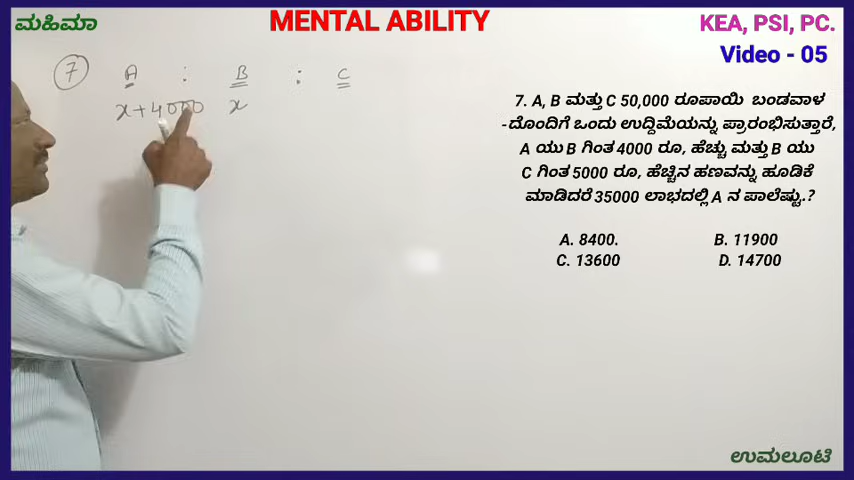 ಮಹಿಮಾ
MENTAL ABILITY
KEA, PSI, PC.
Video - 05
7 A : B : C
x+4000 x
7. A, B ಮತ್ತು C 50,000 ರೂಪಾಯಿ ಬಂಡವಾಳ
-ದೊಂದಿಗೆ ಒಂದು ಉದ್ದಿಮೆಯನ್ನು ಪ್ರಾರಂಭಿಸುತ್ತಾರೆ,
A ಯು B ಗಿಂತ 4000 ರೂ, ಹೆಚ್ಚು ಮತ್ತು B ಯು
C ಗಿಂತ 5000 ರೂ, ಹೆಚ್ಚಿನ ಹಣವನ್ನು ಹೂಡಿಕೆ
ಮಾಡಿದರೆ 35000 ಲಾಭದಲ್ಲಿ A ನ ಪಾಲೆಷ್ಟು.?
A. 8400. B. 11900
C. 13600 D. 14700
ಉಮಲೂಟಿ